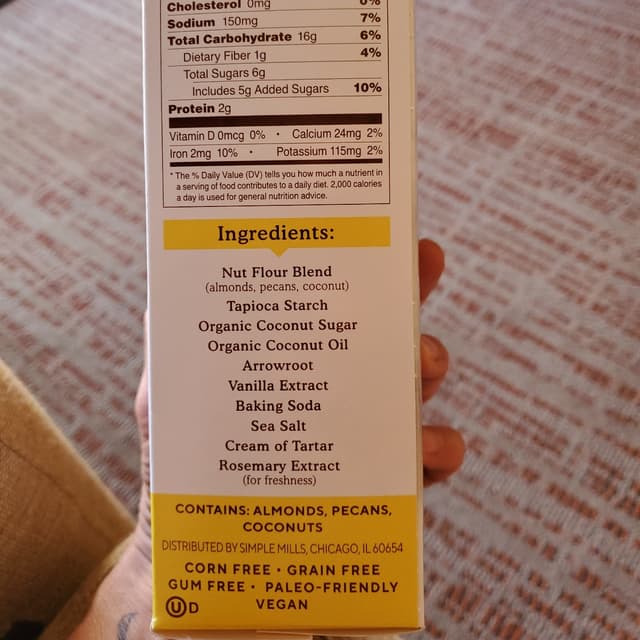 Cholesterol 0mg 0%
Sodium 150mg 7%
Total Carbohydrate 16g 6%
Dietary Fiber 1g 4%
Total Sugars 6g
Includes 5g Added Sugars 10%
Protein 2g
Vitamin D 0mcg 0% • Calcium 24mg 2%
Iron 2mg 10% • Potassium 115mg 2%
* The % Daily Value (DV) tells you how much a nutrient in
a serving of food contributes to a daily diet. 2,000 calories
a day is used for general nutrition advice.
Ingredients:
Nut Flour Blend
(almonds, pecans, coconut)
Tapioca Starch
Organic Coconut Sugar
Organic Coconut Oil
Arrowroot
Vanilla Extract
Baking Soda
Sea Salt
Cream of Tartar
Rosemary Extract
(for freshness)
CONTAINS: ALMONDS, PECANS,
COCONUTS
DISTRIBUTED BY SIMPLE MILLS, CHICAGO, IL 60654
CORN FREE • GRAIN FREE
GUM FREE • PALEO-FRIENDLY
VEGAN
U D